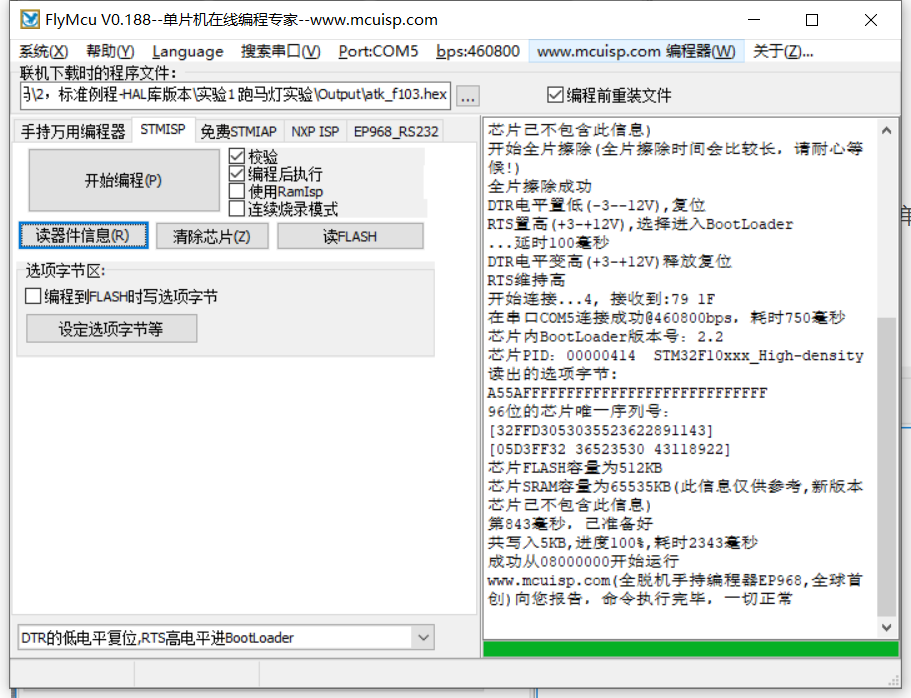 FlyMcu V0.188--单片机在线编程专家--www.mcuisp.com
系统(X) 帮助(Y) Language 搜索串口(V) Port:COM5 bps:460800 www.mcuisp.com 编程器(W) 关于(Z)...
联机下载时的程序文件：
\2，标准例程-HAL库版本\实验1 跑马灯实验\Output\atk_f103.hex ... 编程前重装文件
手持万用编程器 STMISP 免费STMIAP NXP ISP EP968_RS232
开始编程(P)
校验
编程后执行
使用RamIsp
连续烧录模式
读器件信息(R) 清除芯片(Z) 读FLASH
选项字节区：
编程到FLASH时写选项字节
设定选项字节等
DTR的低电平复位,RTS高电平进BootLoader
芯片已不包含此信息)
开始全片擦除(全片擦除时间会比较长，请耐心等
候!)
全片擦除成功
DTR电平置低(-3--12V),复位
RTS置高(+3-+12V),选择进入BootLoader
...延时100毫秒
DTR电平变高(+3-+12V)释放复位
RTS维持高
开始连接...4, 接收到:79 1F
在串口COM5连接成功@460800bps，耗时750毫秒
芯片内BootLoader版本号：2.2
芯片PID：00000414  STM32F10xxx_High-density
读出的选项字节：
A55AFFFFFFFFFFFFFFFFFFFFFFFFFFFF
96位的芯片唯一序列号：
[32FFD3053035523622891143]
[05D3FF32 36523530 43118922]
芯片FLASH容量为512KB
芯片SRAM容量为65535KB(此信息仅供参考,新版本
芯片已不包含此信息)
第843毫秒，已准备好
共写入5KB,进度100%,耗时2343毫秒
成功从08000000开始运行
www.mcuisp.com(全脱机手持编程器EP968,全球首
创)向您报告，命令执行完毕，一切正常